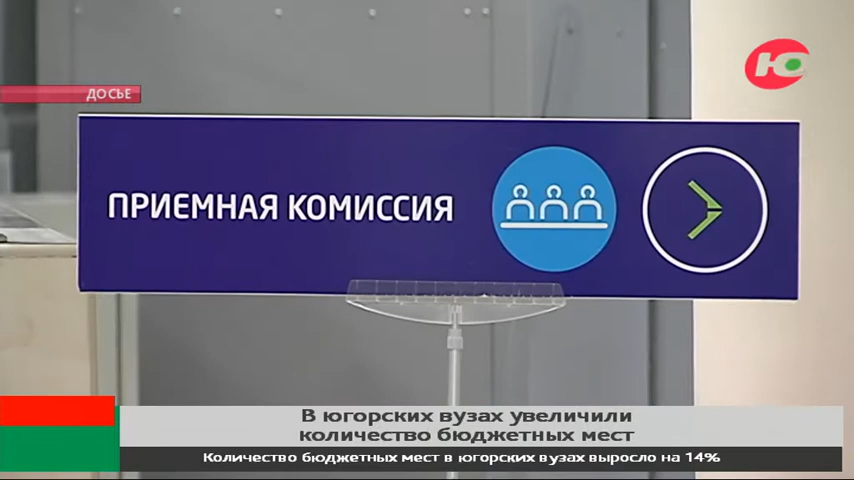 Ю
ДОСЬЕ
ПРИЕМНАЯ КОМИССИЯ
В югорских вузах увеличили
количество бюджетных мест
Количество бюджетных мест в югорских вузах выросло на 14%